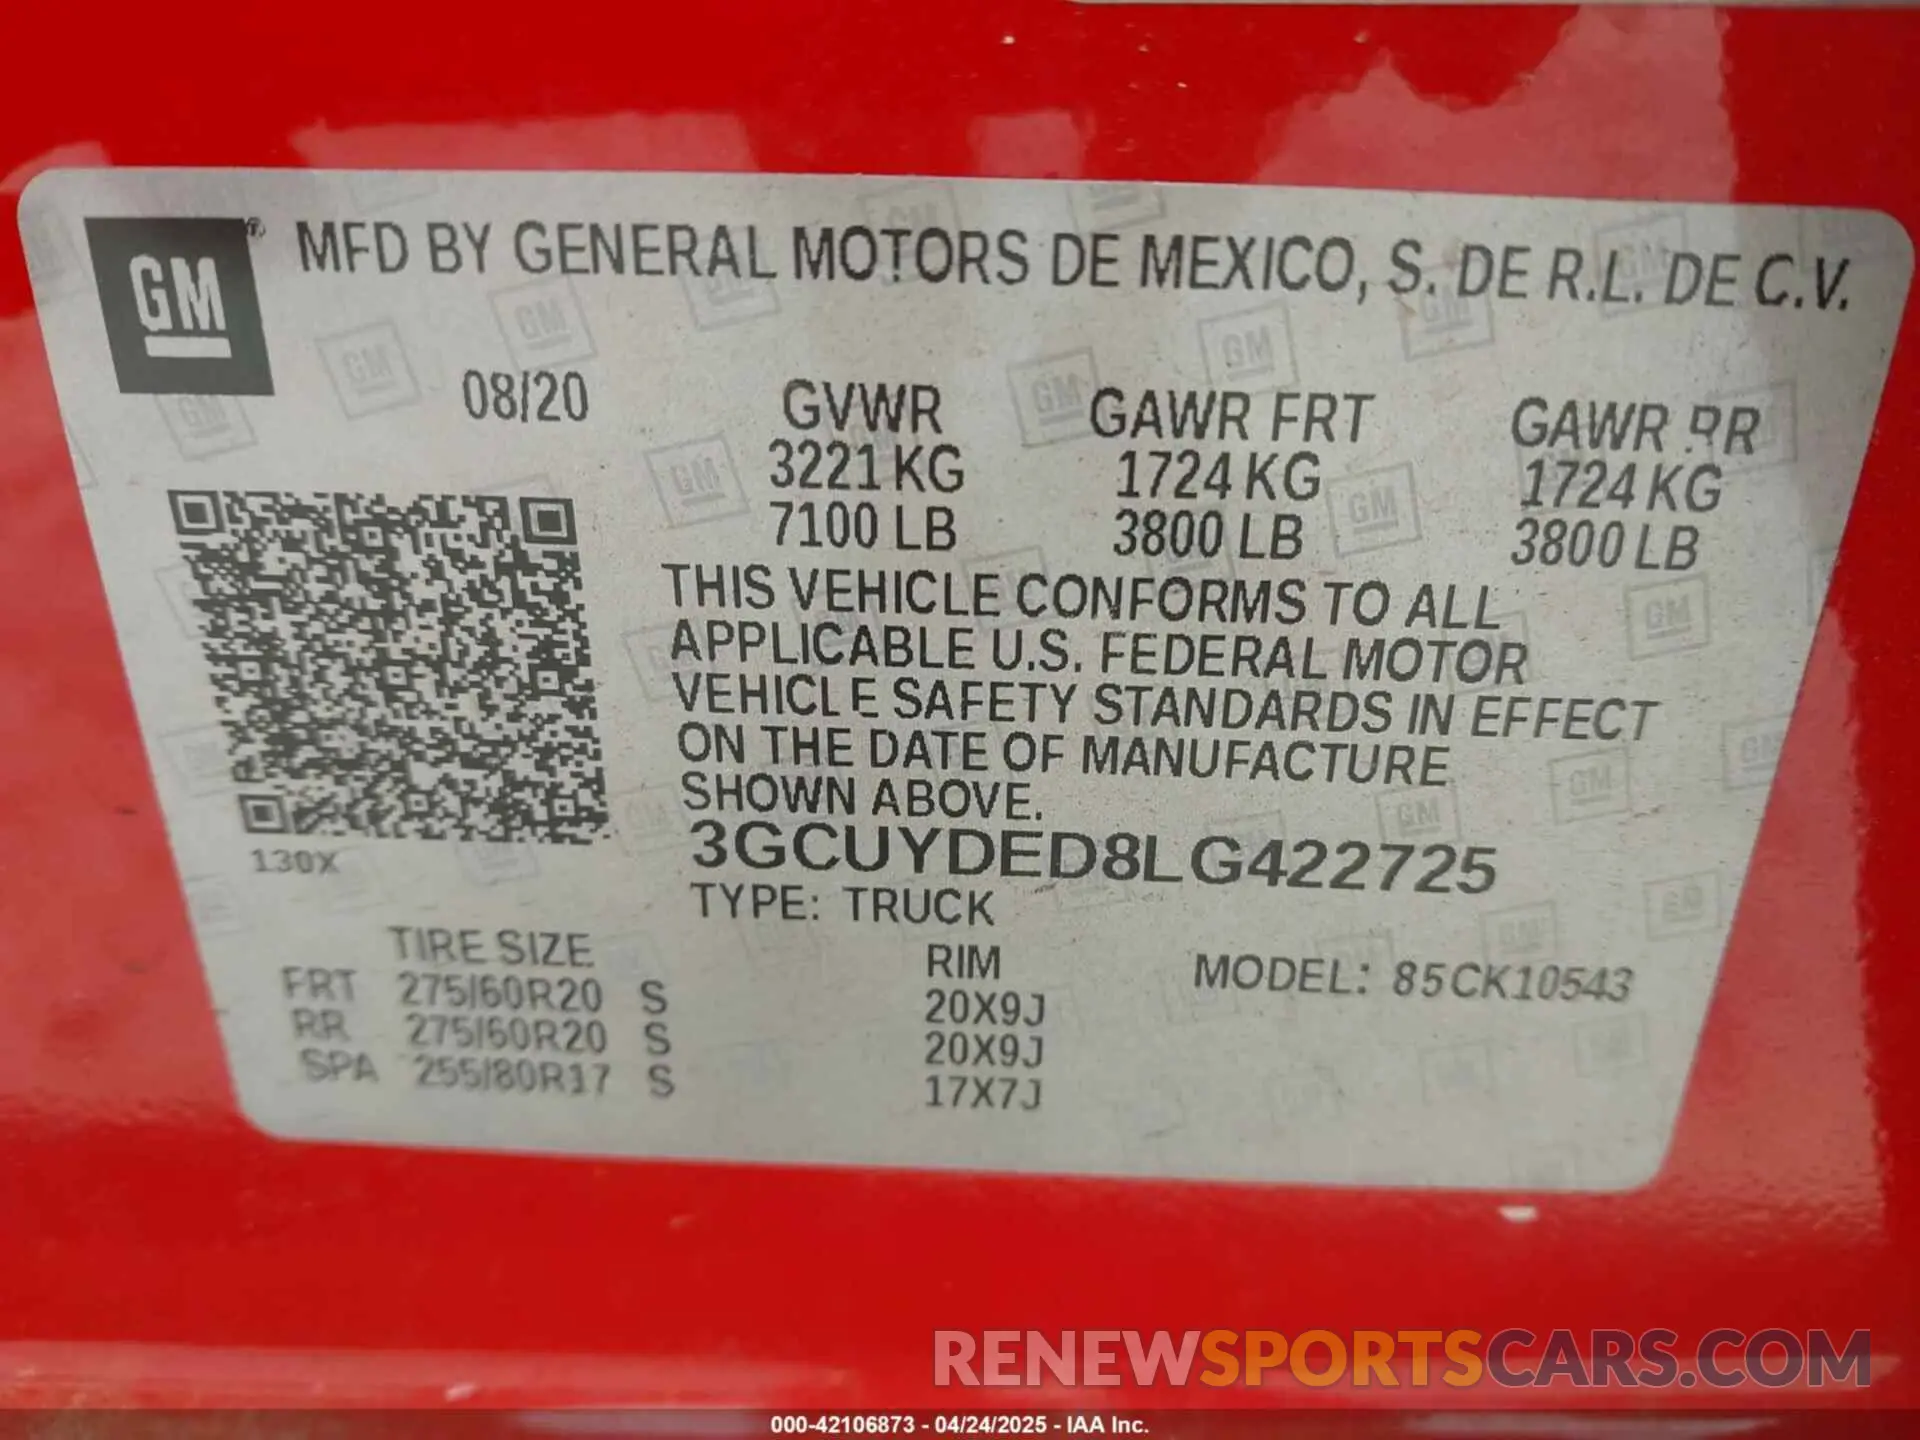 GM ® MFD BY GENERAL MOTORS DE MEXICO, S. DE R.L. DE C.V.
08/20 GVWR GAWR FRT GAWR RR
3221 KG 1724 KG 1724 KG
7100 LB 3800 LB 3800 LB
THIS VEHICLE CONFORMS TO ALL
APPLICABLE U.S. FEDERAL MOTOR
VEHICLE SAFETY STANDARDS IN EFFECT
ON THE DATE OF MANUFACTURE
SHOWN ABOVE.
3GCUYDED8LG422725
130X
TYPE: TRUCK
TIRE SIZE RIM MODEL: 85CK10543
FRT 275/60R20 S 20X9J
RR 275/60R20 S 20X9J
SPA 255/80R17 S 17X7J
RENEWSPORTSCARS.COM
000-42106873 - 04/24/2025 - IAA Inc.